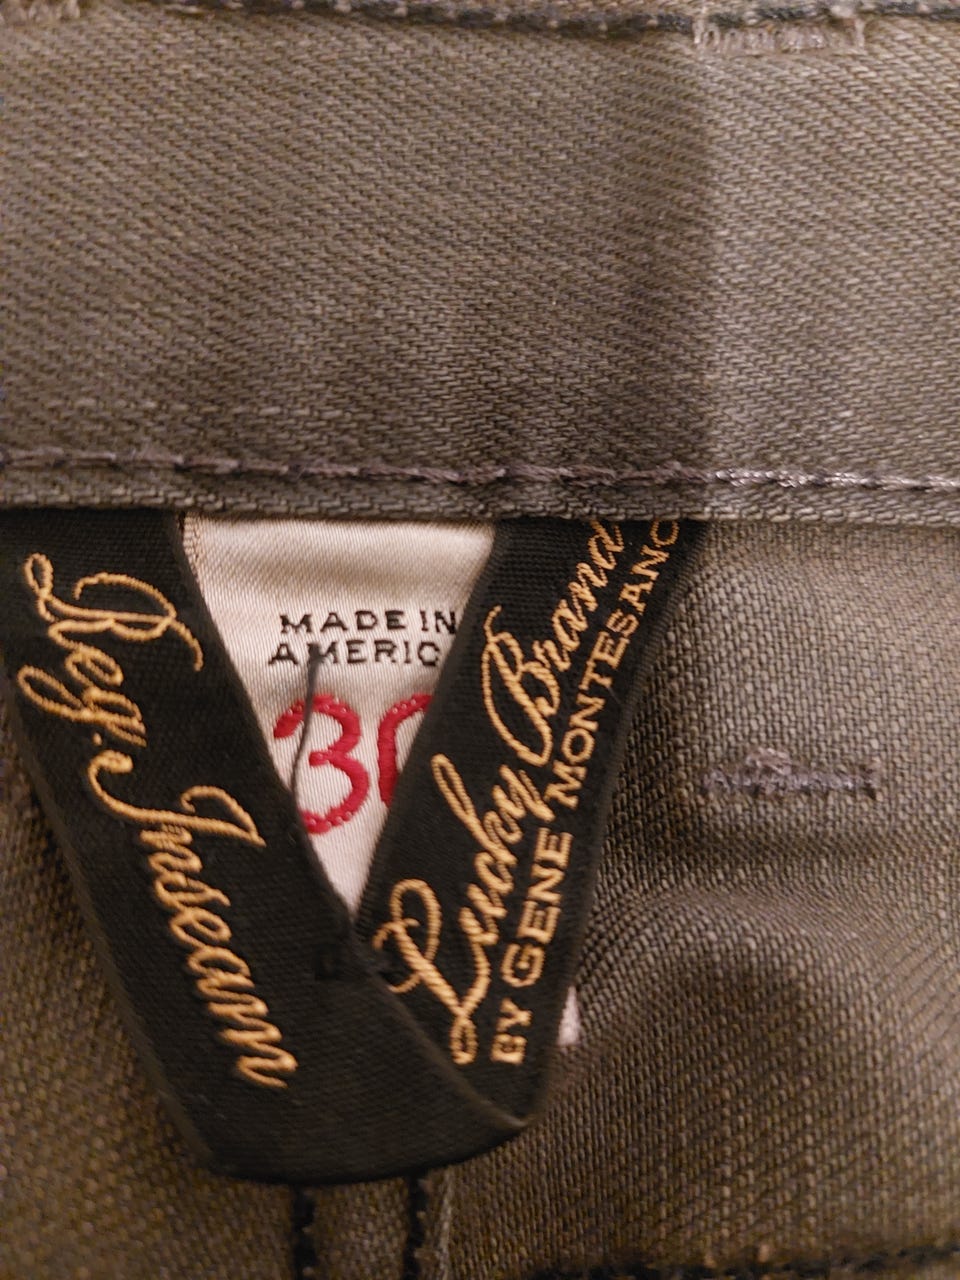 Reg. Inseam
MADE IN
AMERIC
30
Lucky Brand
BY GENE MONTESANO